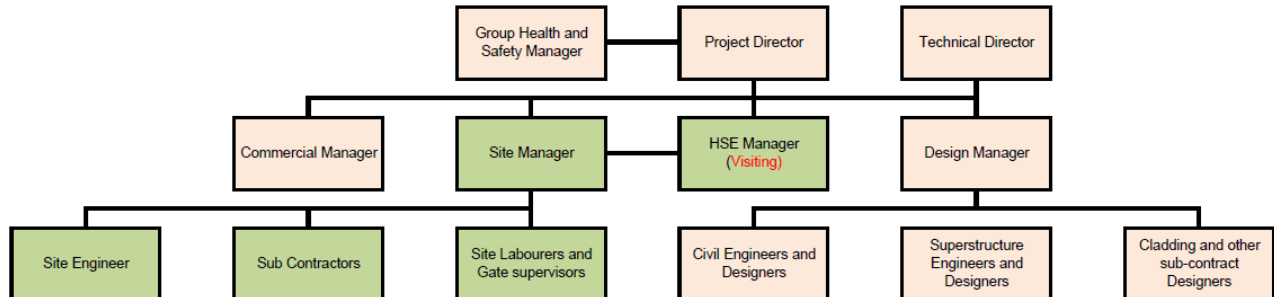 Group Health and
Safety Manager
Project Director
Technical Director
Commercial Manager
Site Manager
HSE Manager
(Visiting)
Design Manager
Site Engineer
Sub Contractors
Site Labourers and
Gate supervisors
Civil Engineers and
Designers
Superstructure
Engineers and
Designers
Cladding and other
sub-contract
Designers